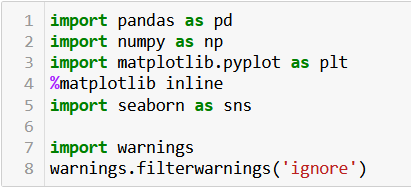 1 import pandas as pd
2 import numpy as np
3 import matplotlib.pyplot as plt
4 %matplotlib inline
5 import seaborn as sns
6
7 import warnings
8 warnings.filterwarnings('ignore')